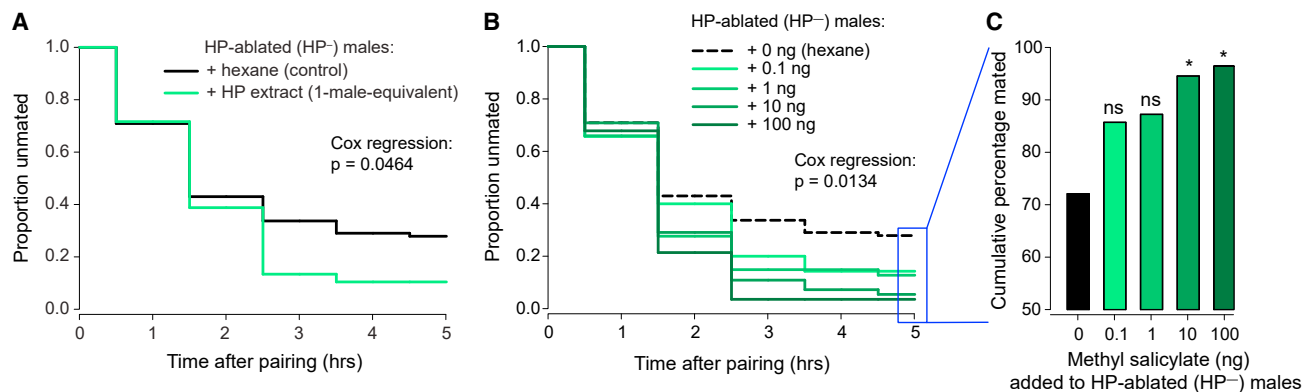 A
HP-ablated (HP⁻) males:
+ hexane (control)
+ HP extract (1-male-equivalent)
Cox regression:
p = 0.0464
Proportion unmated
1.0
0.8
0.6
0.4
0.2
0.0
0 1 2 3 4 5
Time after pairing (hrs)
B
HP-ablated (HP—) males:
+ 0 ng (hexane)
+ 0.1 ng
+ 1 ng
+ 10 ng
+ 100 ng
Cox regression:
p = 0.0134
Proportion unmated
1.0
0.8
0.6
0.4
0.2
0.0
0 1 2 3 4 5
Time after pairing (hrs)
C
Cumulative percentage mated
100
90
80
70
60
50
ns ns * *
0 0.1 1 10 100
Methyl salicylate (ng)
added to HP-ablated (HP—) males